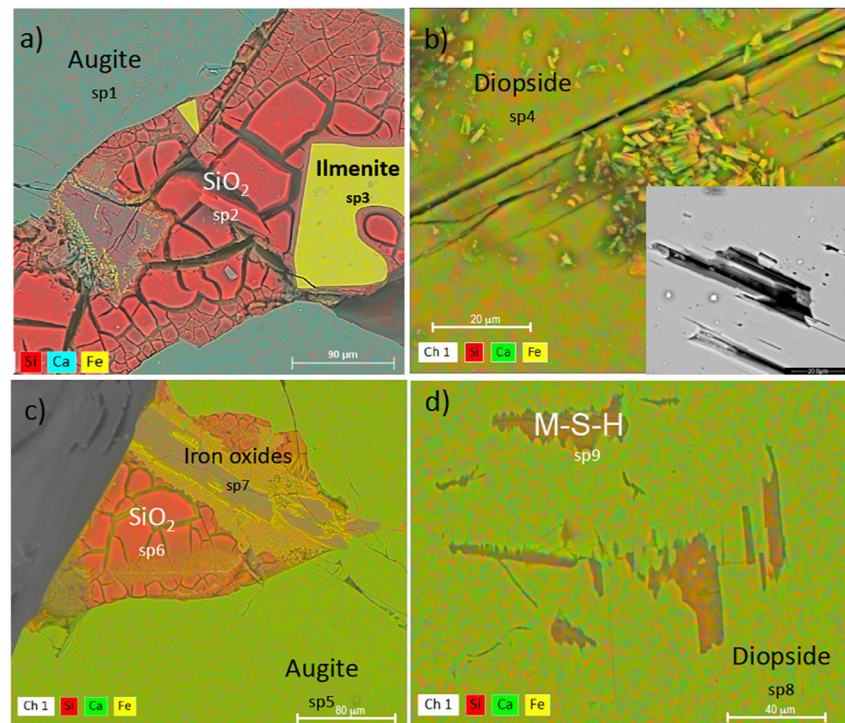 a)
Augite
sp1
SiO2
sp2
Ilmenite
sp3
Si Ca Fe
90 µm
b)
Diopside
sp4
20 µm
Ch 1 Si Ca Fe
20.0µm
c)
Iron oxides
sp7
SiO2
sp6
Augite
sp5
Ch 1 Si Ca Fe
80 µm
d)
M-S-H
sp9
Diopside
sp8
Ch 1 Si Ca Fe
40 µm